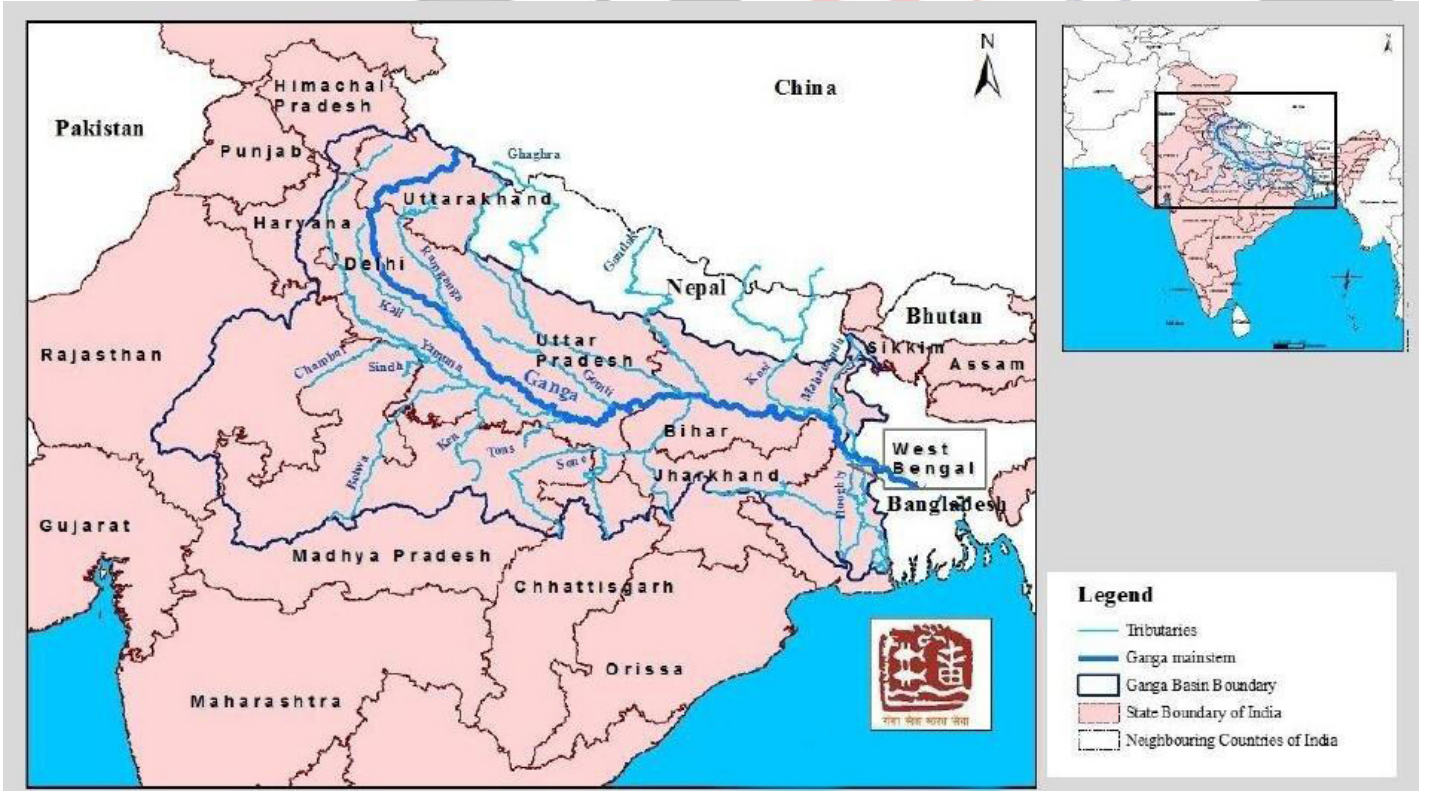 N
China
Himachal
Pradesh
Pakistan
Punjab
Ghaghra
Uttarakhand
Haryana
Delhi
Ramganga
Gandak
Nepal
Kali
Bhutan
Rajasthan
Uttar
Pradesh
Sikkim
Assam
Chambal
Sindh
Yamuna
Ganga
Gomti
Kosi
Mahananda
Bihar
Ken
Tons
Sone
Betwa
Jharkhand
West
Bengal
Hooghly
Bangladesh
Gujarat
Madhya Pradesh
Chhattisgarh
Orissa
Maharashtra
गंगा सेवा भारत सेवा
Legend
Tributaries
Ganga mainstem
Ganga Basin Boundary
State Boundary of India
Neighbouring Countries of India